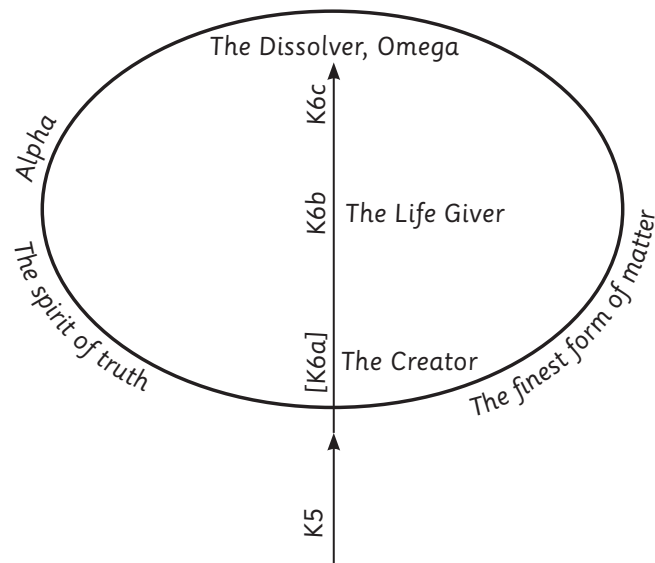 The Dissolver, Omega
K6c
Alpha
K6b
The Life Giver
The spirit of truth
The finest form of matter
[K6a]
The Creator
K5